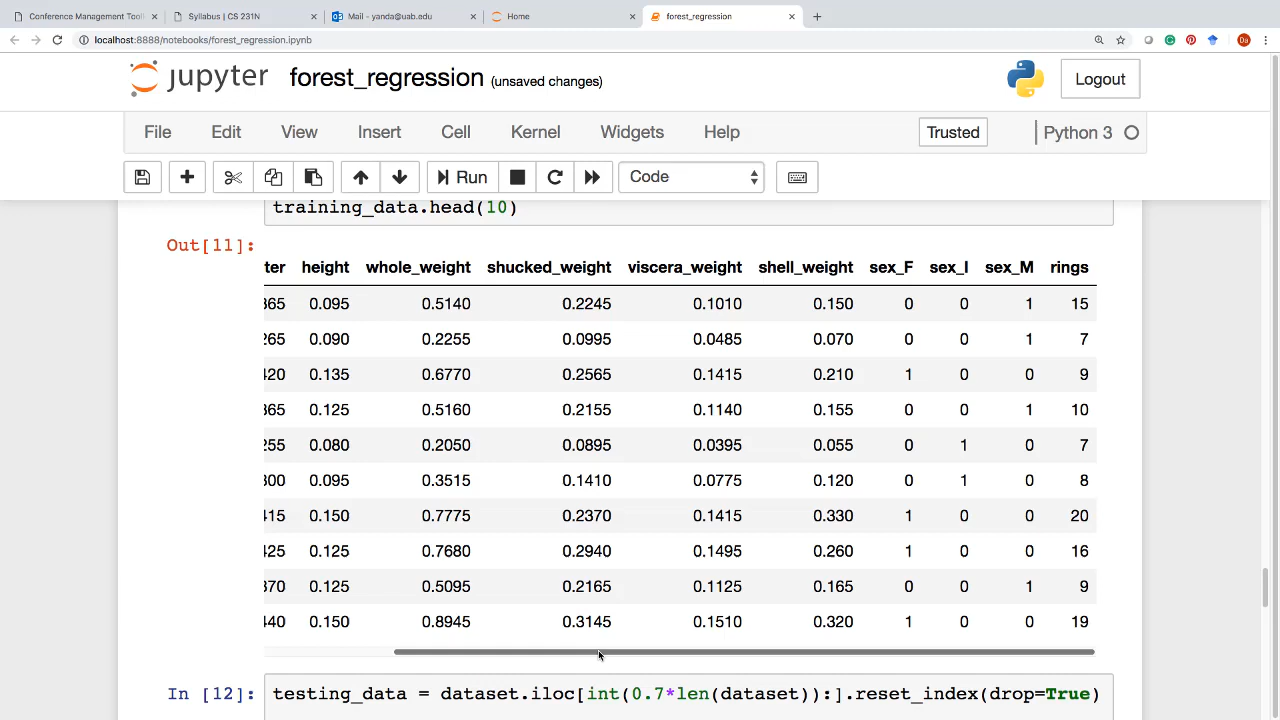 Conference Management Tool
Syllabus | CS 231N
Mail - yanda@uab.edu
Home
forest_regression
localhost:8888/notebooks/forest_regression.ipynb
Da
jupyter forest_regression (unsaved changes)
Logout
File Edit View Insert Cell Kernel Widgets Help
Trusted
Python 3
Run
Code
training_data.head(10)
Out[11]:
ter height whole_weight shucked_weight viscera_weight shell_weight sex_F sex_I sex_M rings
365 0.095 0.5140 0.2245 0.1010 0.150 0 0 1 15
265 0.090 0.2255 0.0995 0.0485 0.070 0 0 1 7
420 0.135 0.6770 0.2565 0.1415 0.210 1 0 0 9
365 0.125 0.5160 0.2155 0.1140 0.155 0 0 1 10
255 0.080 0.2050 0.0895 0.0395 0.055 0 1 0 7
300 0.095 0.3515 0.1410 0.0775 0.120 0 1 0 8
415 0.150 0.7775 0.2370 0.1415 0.330 1 0 0 20
425 0.125 0.7680 0.2940 0.1495 0.260 1 0 0 16
370 0.125 0.5095 0.2165 0.1125 0.165 0 0 1 9
440 0.150 0.8945 0.3145 0.1510 0.320 1 0 0 19
In [12]:
testing_data = dataset.iloc[int(0.7*len(dataset)):].reset_index(drop=True)